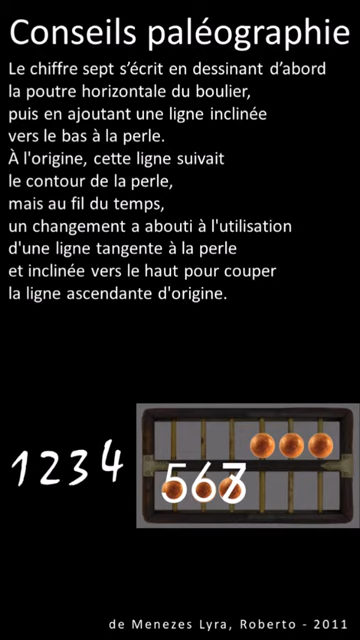 Conseils paléographie
Le chiffre sept s’écrit en dessinant d’abord
la poutre horizontale du boulier,
puis en ajoutant une ligne inclinée
vers le bas à la perle.
À l'origine, cette ligne suivait
le contour de la perle,
mais au fil du temps,
un changement a abouti à l'utilisation
d'une ligne tangente à la perle
et inclinée vers le haut pour couper
la ligne ascendante d'origine.
1234
567
de Menezes Lyra, Roberto - 2011